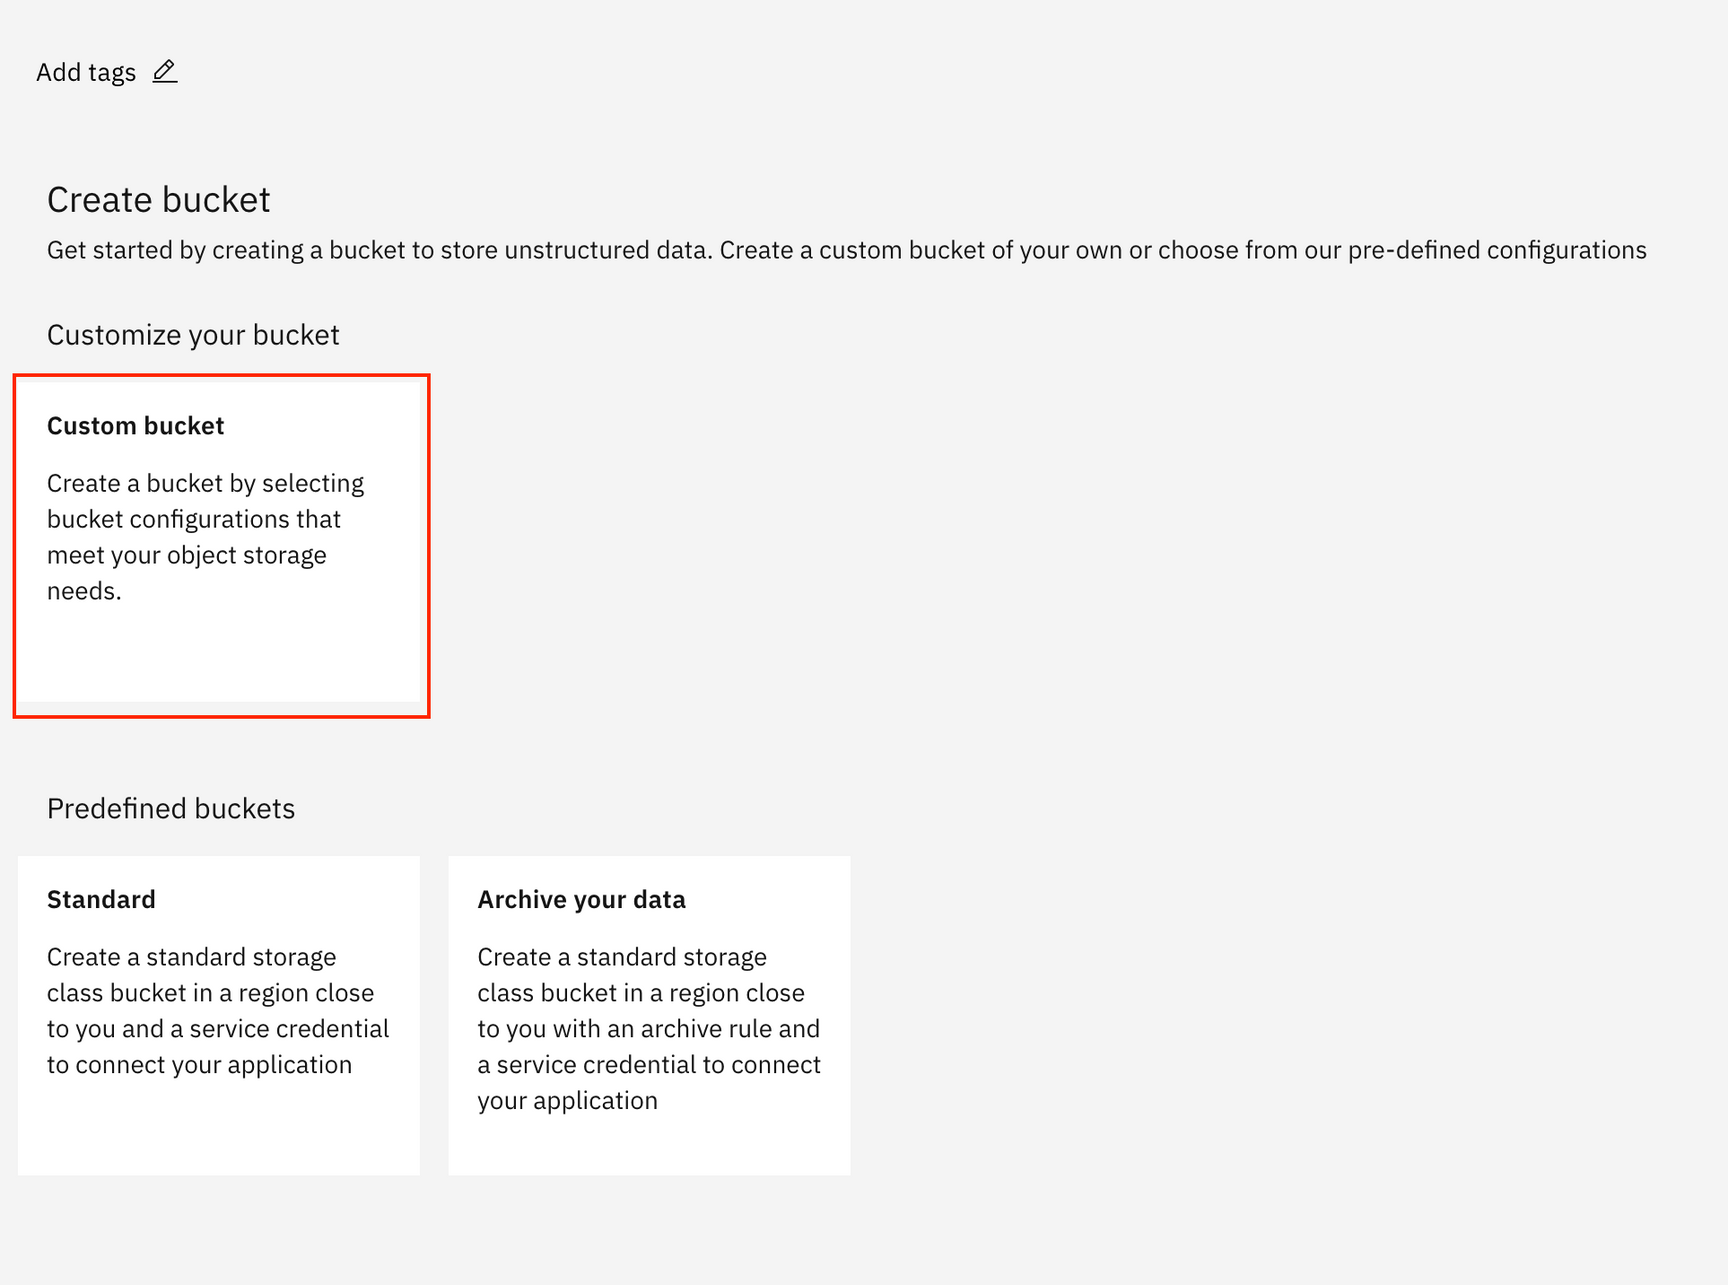 Add tags
Create bucket
Get started by creating a bucket to store unstructured data. Create a custom bucket of your own or choose from our pre-defined configurations
Customize your bucket
Custom bucket
Create a bucket by selecting
bucket configurations that
meet your object storage
needs.
Predefined buckets
Standard
Create a standard storage
class bucket in a region close
to you and a service credential
to connect your application
Archive your data
Create a standard storage
class bucket in a region close
to you with an archive rule and
a service credential to connect
your application